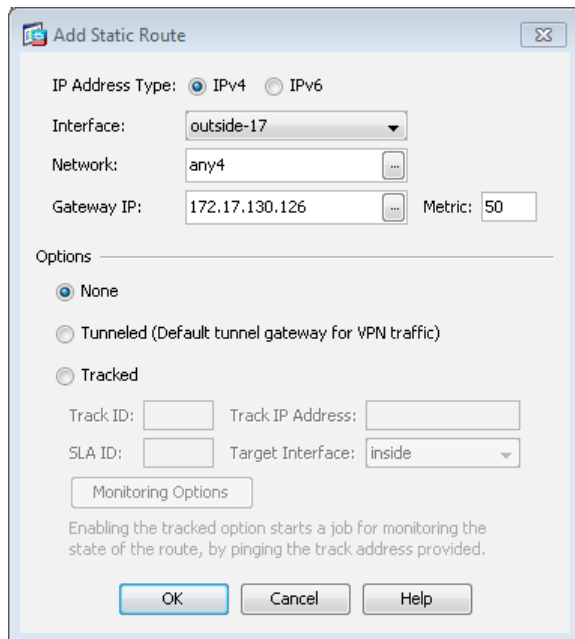 Add Static Route
IP Address Type: IPv4 IPv6
Interface: outside-17
Network: any4 ...
Gateway IP: 172.17.130.126 ... Metric: 50
Options
None
Tunneled (Default tunnel gateway for VPN traffic)
Tracked
Track ID: Track IP Address:
SLA ID: Target Interface: inside
Monitoring Options
Enabling the tracked option starts a job for monitoring the
state of the route, by pinging the track address provided.
OK Cancel Help